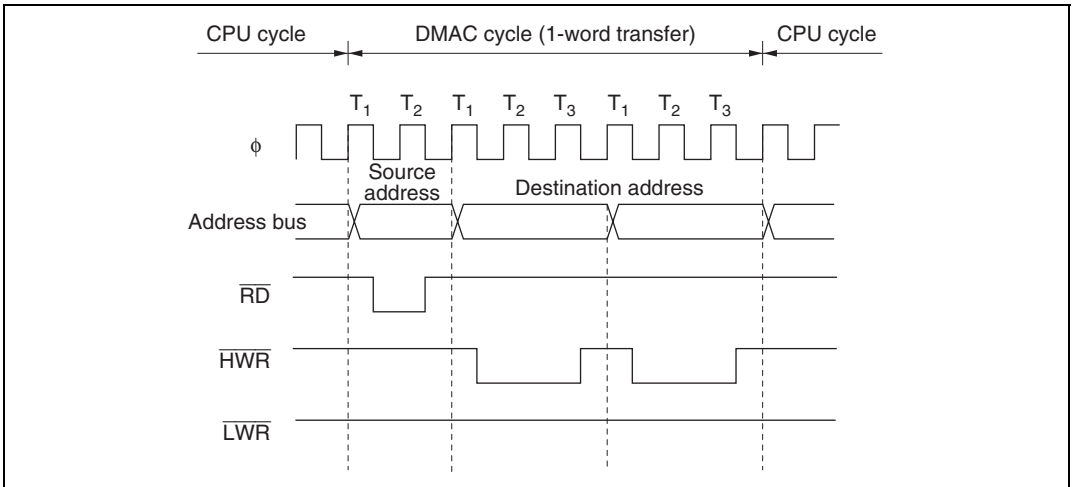 CPU cycle DMAC cycle (1-word transfer) CPU cycle
T1 T2 T1 T2 T3 T1 T2 T3
ϕ
Source
address
Destination address
Address bus
RD
HWR
LWR